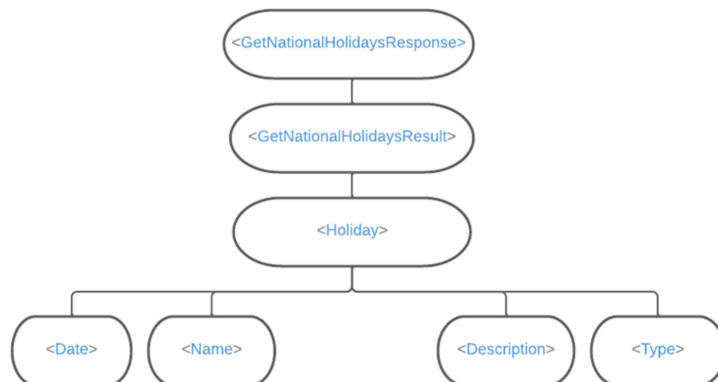 <GetNationalHolidaysResponse>
<GetNationalHolidaysResult>
<Holiday>
<Date> <Name> <Description> <Type>